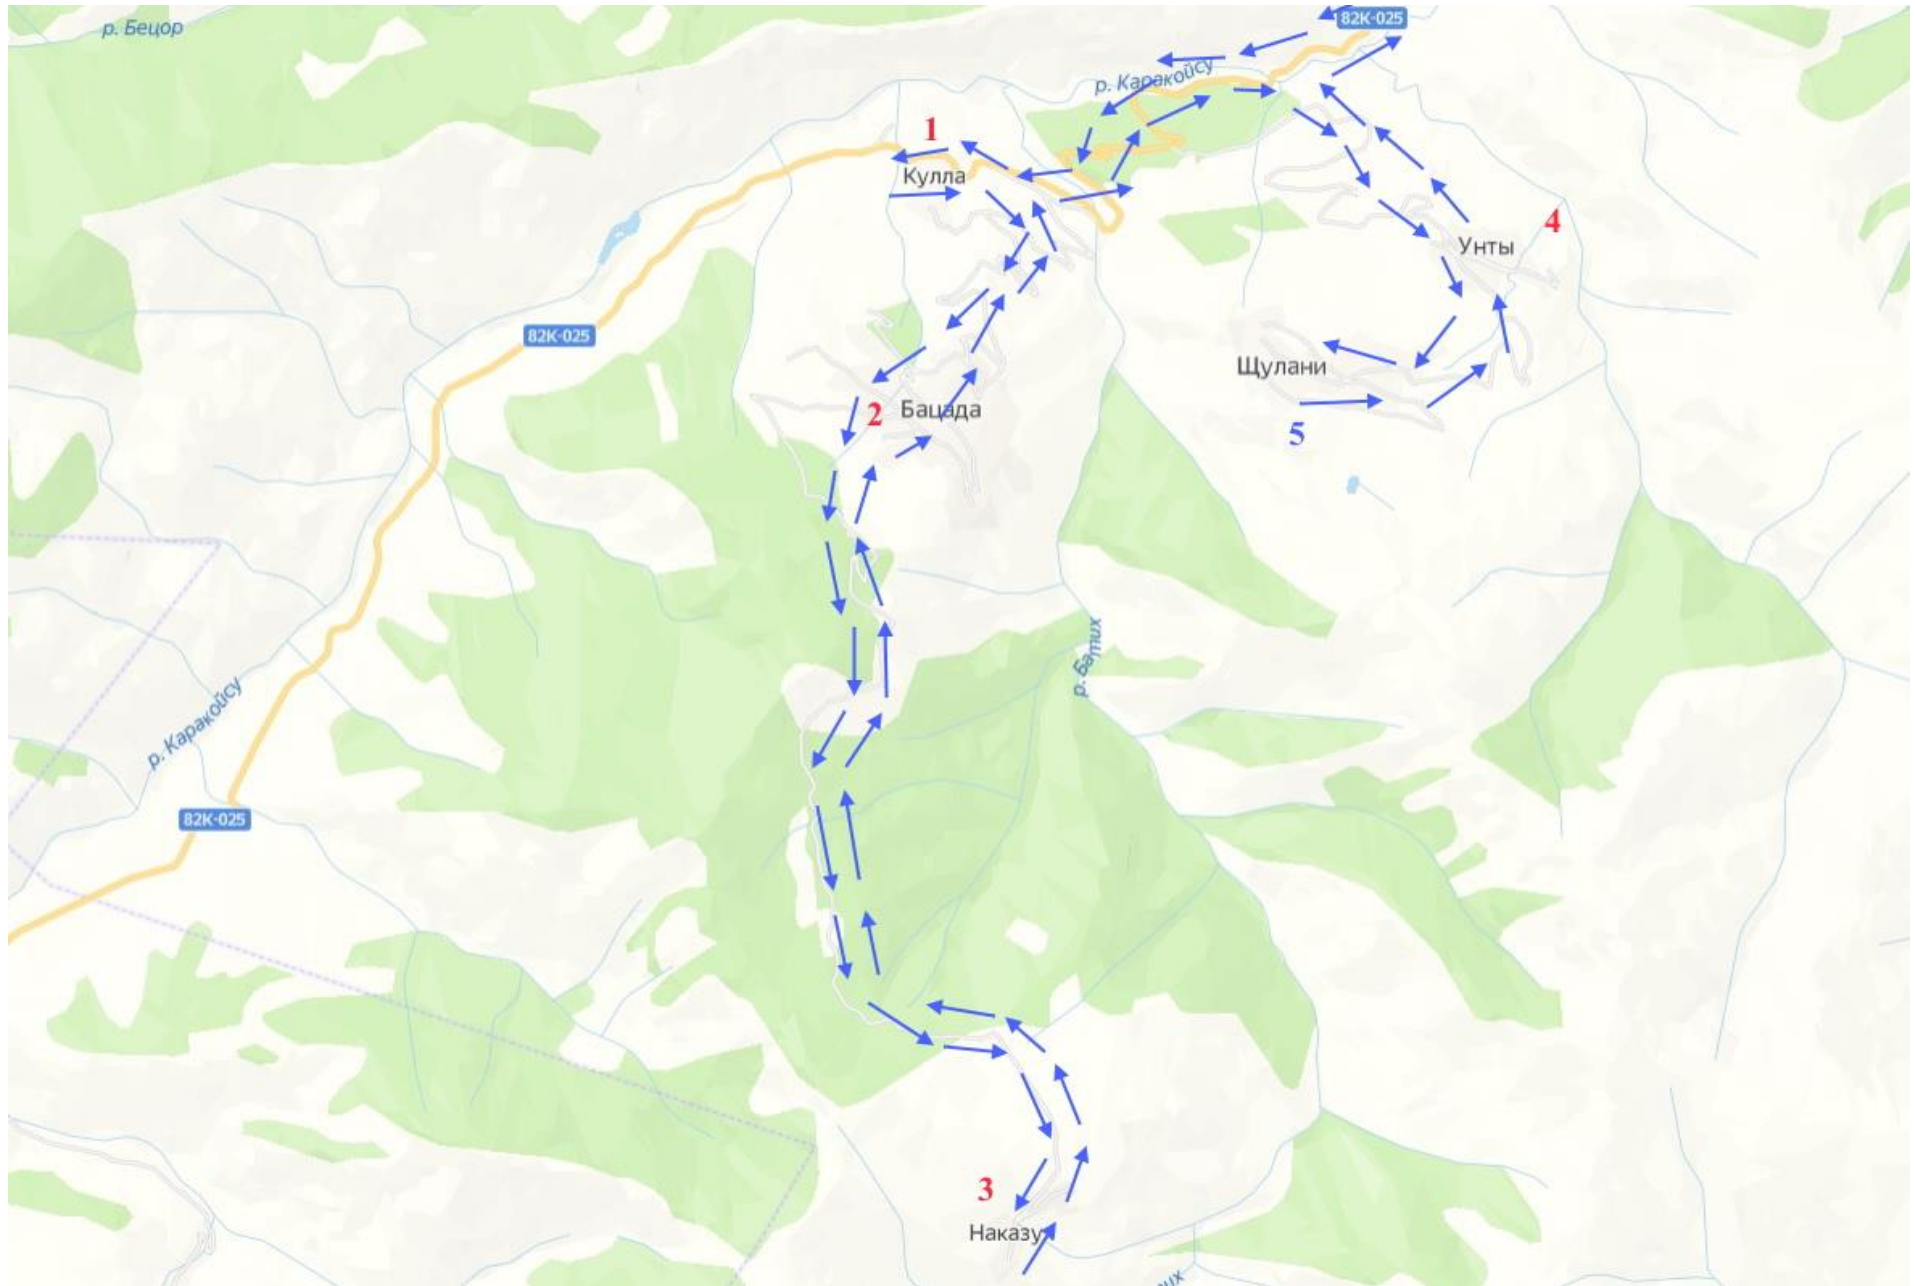 82К-025
р. Бецор
р. Каракойсу
1
Кулла
4
Унты
82К-025
Щулани
2
Бацада
5
р. Батих
р. Каракойсу
82К-025
3
Наказу